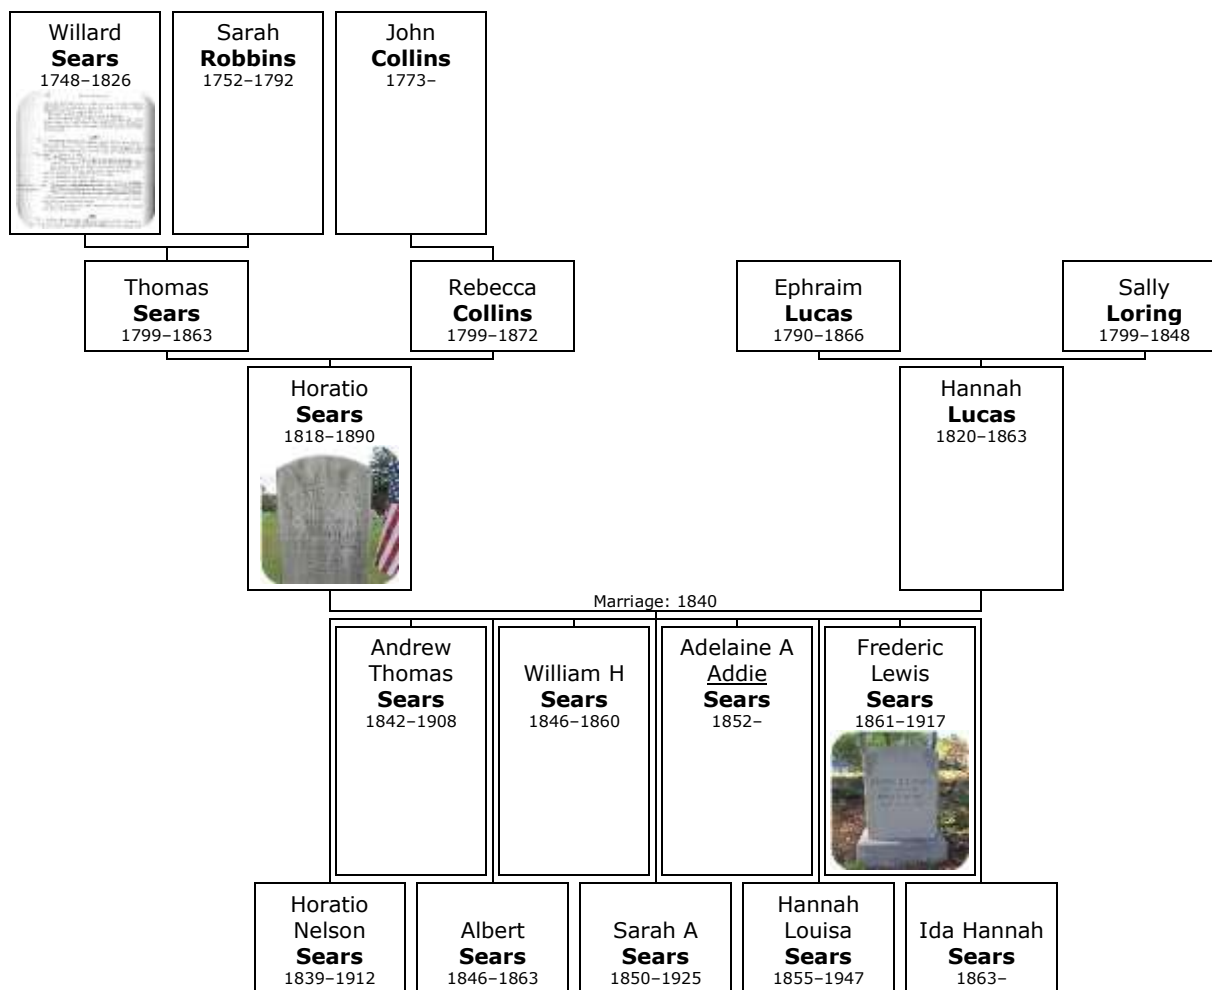 Willard
Sears
1748–1826
Sarah
Robbins
1752–1792
John
Collins
1773–
Thomas
Sears
1799–1863
Rebecca
Collins
1799–1872
Ephraim
Lucas
1790–1866
Sally
Loring
1799–1848
Horatio
Sears
1818–1890
Hannah
Lucas
1820–1863
Marriage: 1840
Andrew
Thomas
Sears
1842–1908
William H
Sears
1846–1860
Adelaine A
Addie
Sears
1852–
Frederic
Lewis
Sears
1861–1917
Horatio
Nelson
Sears
1839–1912
Albert
Sears
1846–1863
Sarah A
Sears
1850–1925
Hannah
Louisa
Sears
1855–1947
Ida Hannah
Sears
1863–